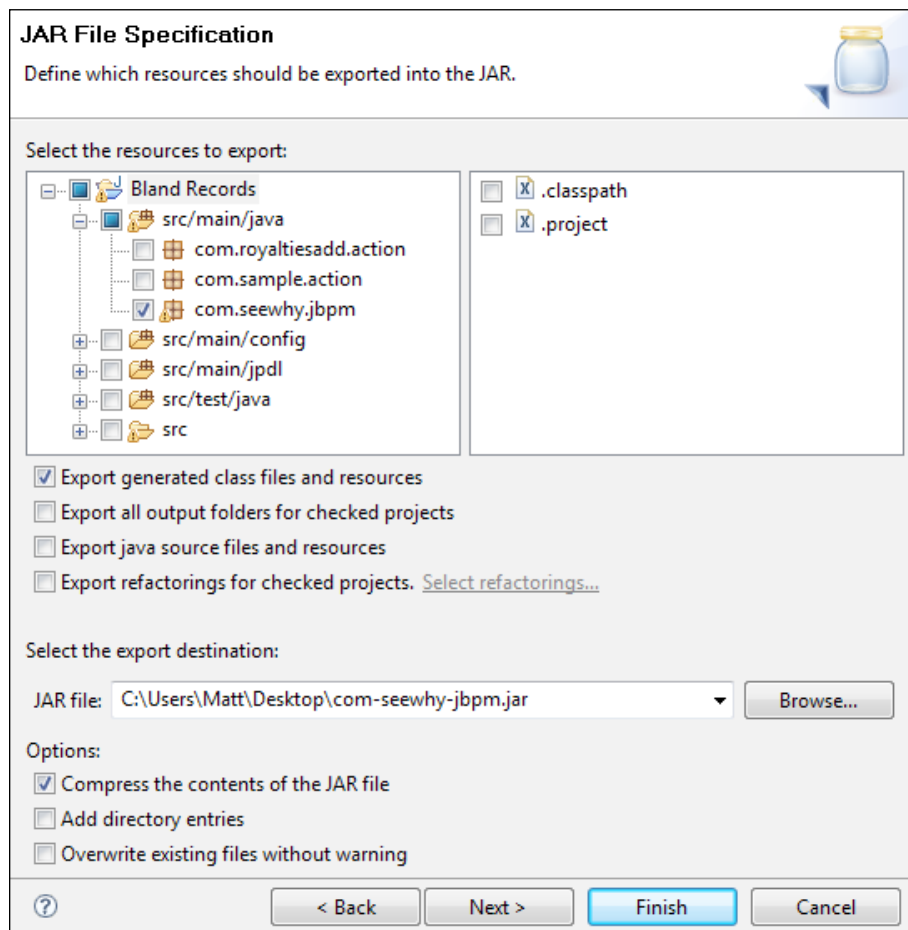 JAR File Specification
Define which resources should be exported into the JAR.
Select the resources to export:
Bland Records
src/main/java
com.royaltiesadd.action
com.sample.action
com.seewhy.jbpm
src/main/config
src/main/jpdl
src/test/java
src
.classpath
.project
Export generated class files and resources
Export all output folders for checked projects
Export java source files and resources
Export refactorings for checked projects. Select refactorings...
Select the export destination:
JAR file: C:\Users\Matt\Desktop\com-seewhy-jbpm.jar Browse...
Options:
Compress the contents of the JAR file
Add directory entries
Overwrite existing files without warning
? < Back Next > Finish Cancel